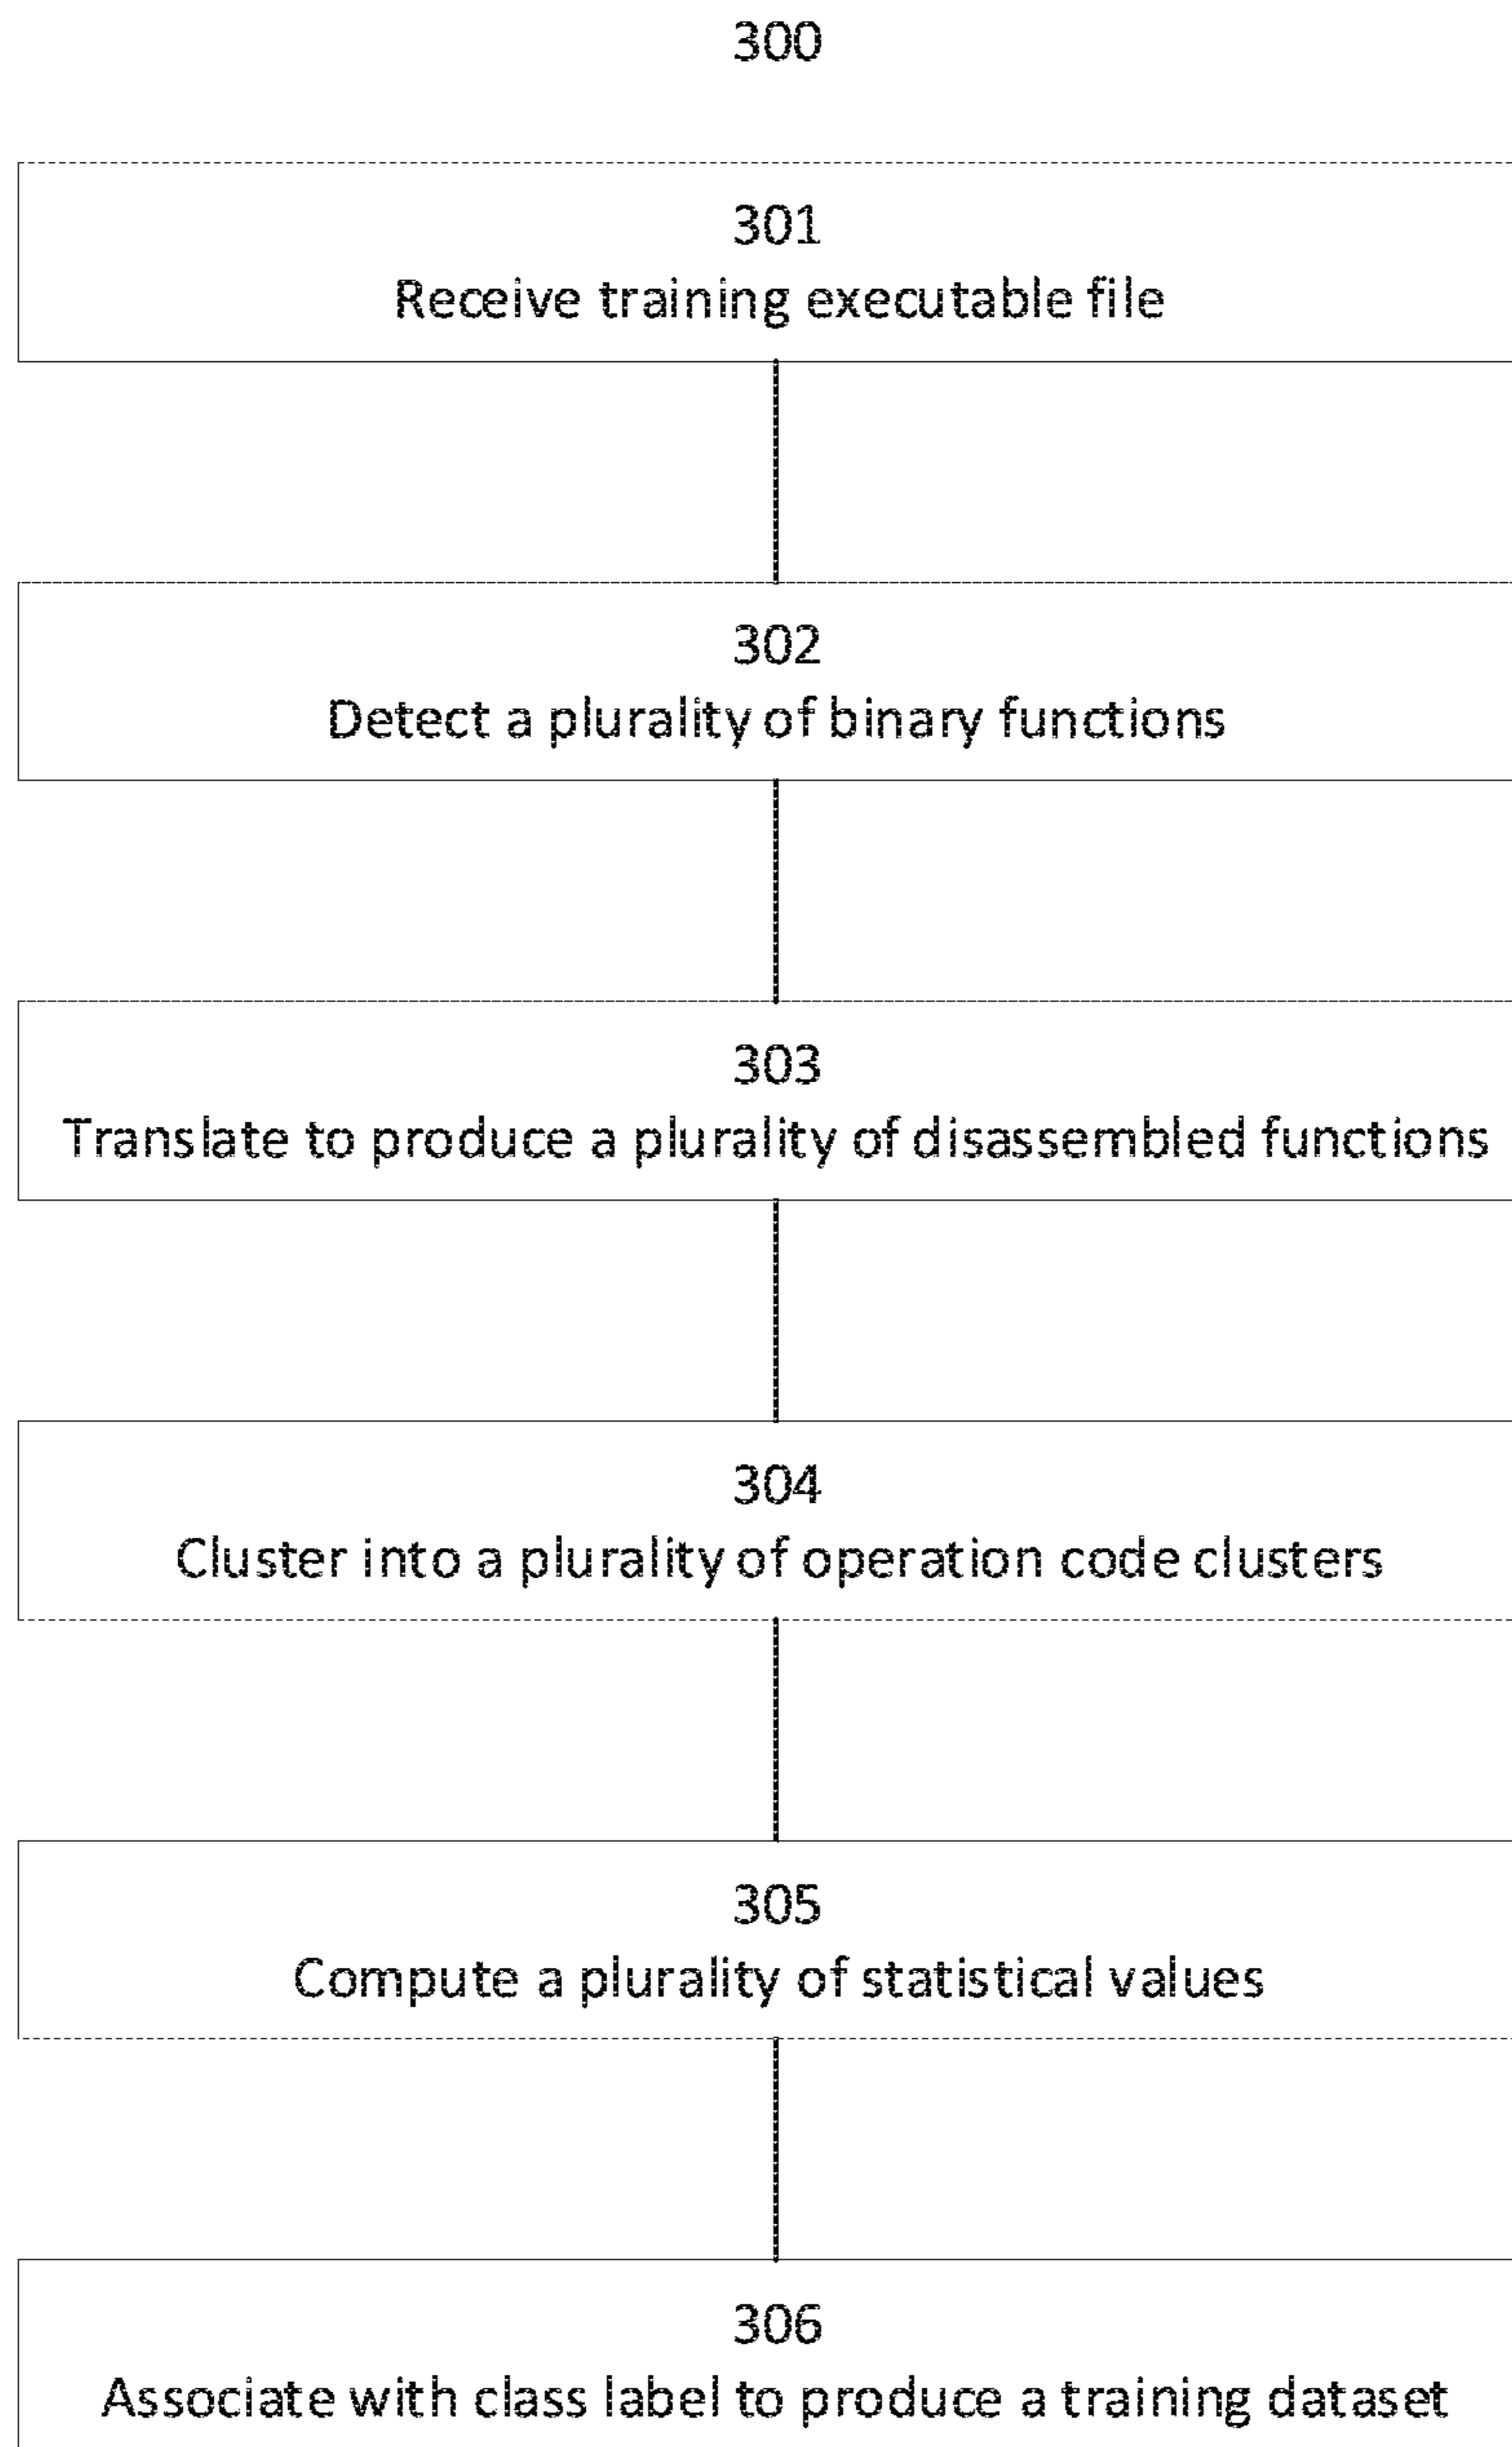 300
301
Receive training executable file
302
Detect a plurality of binary functions
303
Translate to produce a plurality of disassembled functions
304
Cluster into a plurality of operation code clusters
305
Compute a plurality of statistical values
306
Associate with class label to produce a training dataset